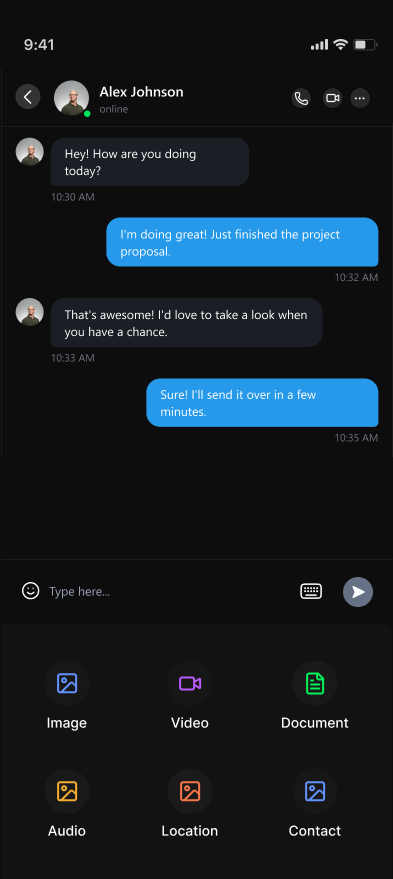 9:41
Alex Johnson
online
Hey! How are you doing
today?
10:30 AM
I'm doing great! Just finished the project
proposal.
10:32 AM
That's awesome! I'd love to take a look when
you have a chance.
10:33 AM
Sure! I'll send it over in a few
minutes.
10:35 AM
Type here...
Image
Video
Document
Audio
Location
Contact